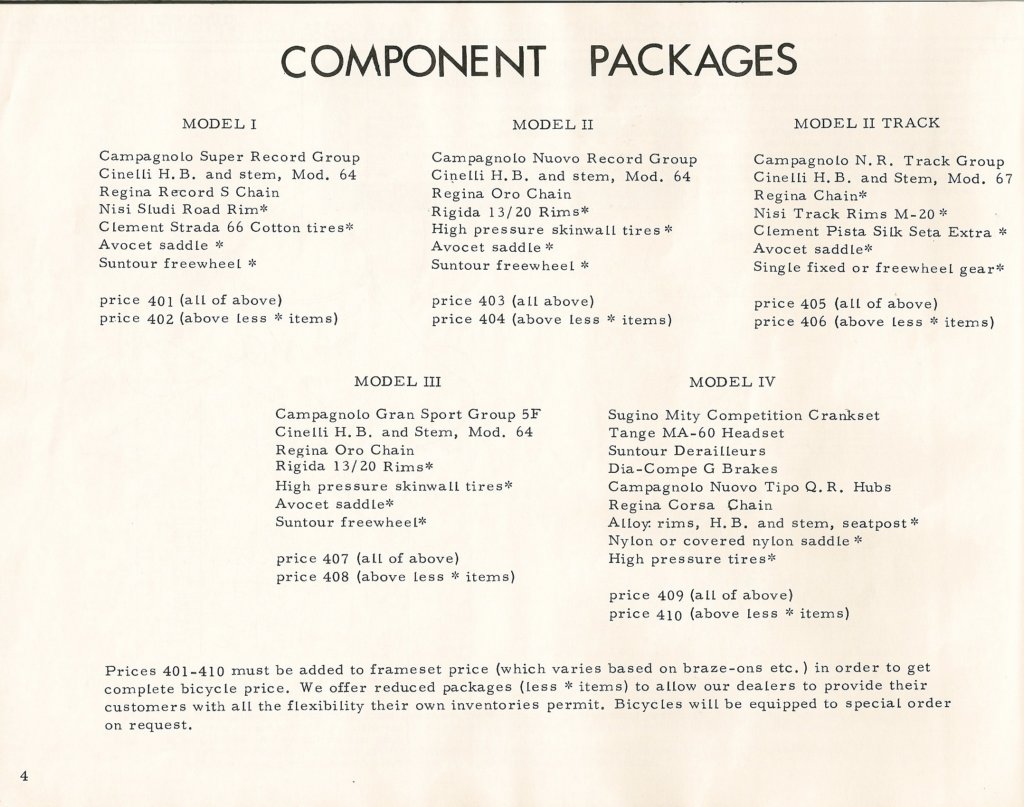 COMPONENT PACKAGES
MODEL I
Campagnolo Super Record Group
Cinelli H.B. and stem, Mod. 64
Regina Record S Chain
Nisi Sludi Road Rim*
Clement Strada 66 Cotton tires*
Avocet saddle *
Suntour freewheel *
price 401 (all of above)
price 402 (above less * items)
MODEL II
Campagnolo Nuovo Record Group
Cinelli H.B. and stem, Mod. 64
Regina Oro Chain
Rigida 13/20 Rims*
High pressure skinwall tires *
Avocet saddle *
Suntour freewheel *
price 403 (all above)
price 404 (above less * items)
MODEL II TRACK
Campagnolo N.R. Track Group
Cinelli H.B. and Stem, Mod. 67
Regina Chain*
Nisi Track Rims M-20 *
Clement Pista Silk Seta Extra *
Avocet saddle*
Single fixed or freewheel gear*
price 405 (all of above)
price 406 (above less * items)
MODEL III
Campagnolo Gran Sport Group 5F
Cinelli H.B. and Stem, Mod. 64
Regina Oro Chain
Rigida 13/20 Rims*
High pressure skinwall tires*
Avocet saddle*
Suntour freewheel*
price 407 (all of above)
price 408 (above less * items)
MODEL IV
Sugino Mity Competition Crankset
Tange MA-60 Headset
Suntour Derailleurs
Dia-Compe G Brakes
Campagnolo Nuovo Tipo Q.R. Hubs
Regina Corsa Chain
Alloy rims, H.B. and stem, seatpost *
Nylon or covered nylon saddle *
High pressure tires*
price 409 (all of above)
price 410 (above less * items)
Prices 401-410 must be added to frameset price (which varies based on braze-ons etc.) in order to get
complete bicycle price. We offer reduced packages (less * items) to allow our dealers to provide their
customers with all the flexibility their own inventories permit. Bicycles will be equipped to special order
on request.
4